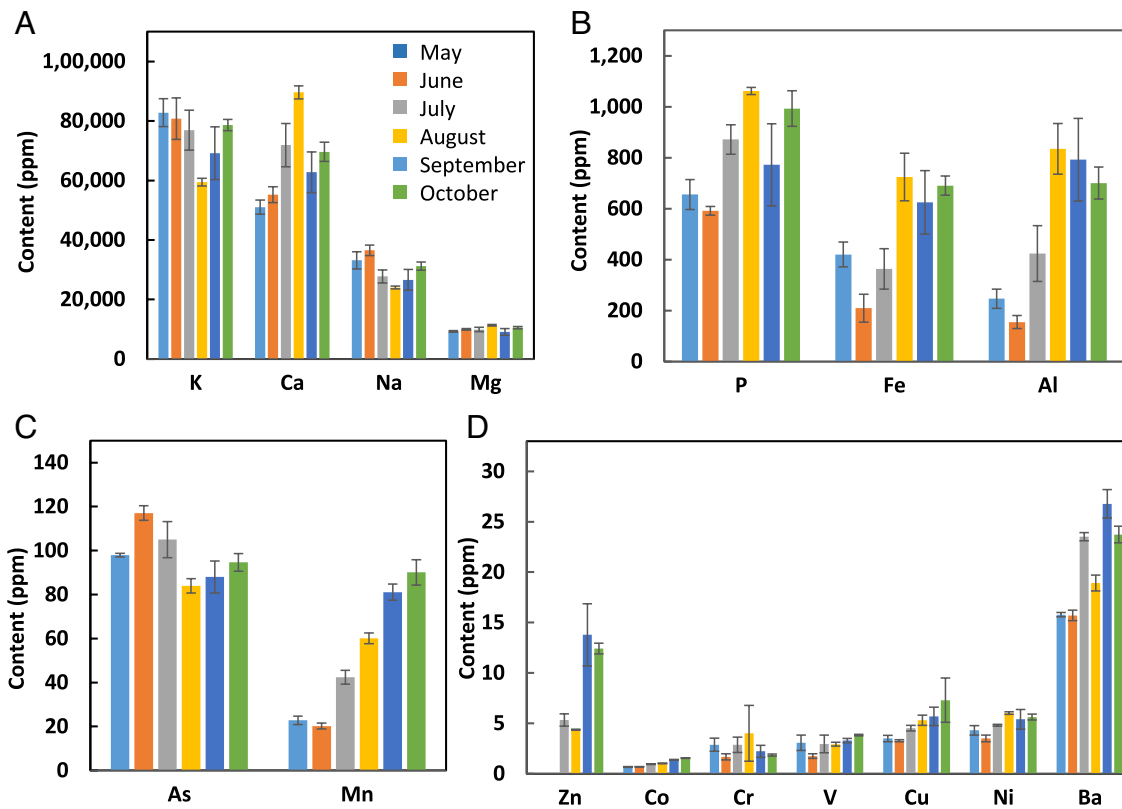 A
Content (ppm)
1,00,000
80,000
60,000
40,000
20,000
0
May
June
July
August
September
October
K Ca Na Mg
B
Content (ppm)
1,200
1,000
800
600
400
200
0
P Fe Al
C
Content (ppm)
140
120
100
80
60
40
20
0
As Mn
D
Content (ppm)
30
25
20
15
10
5
0
Zn Co Cr V Cu Ni Ba